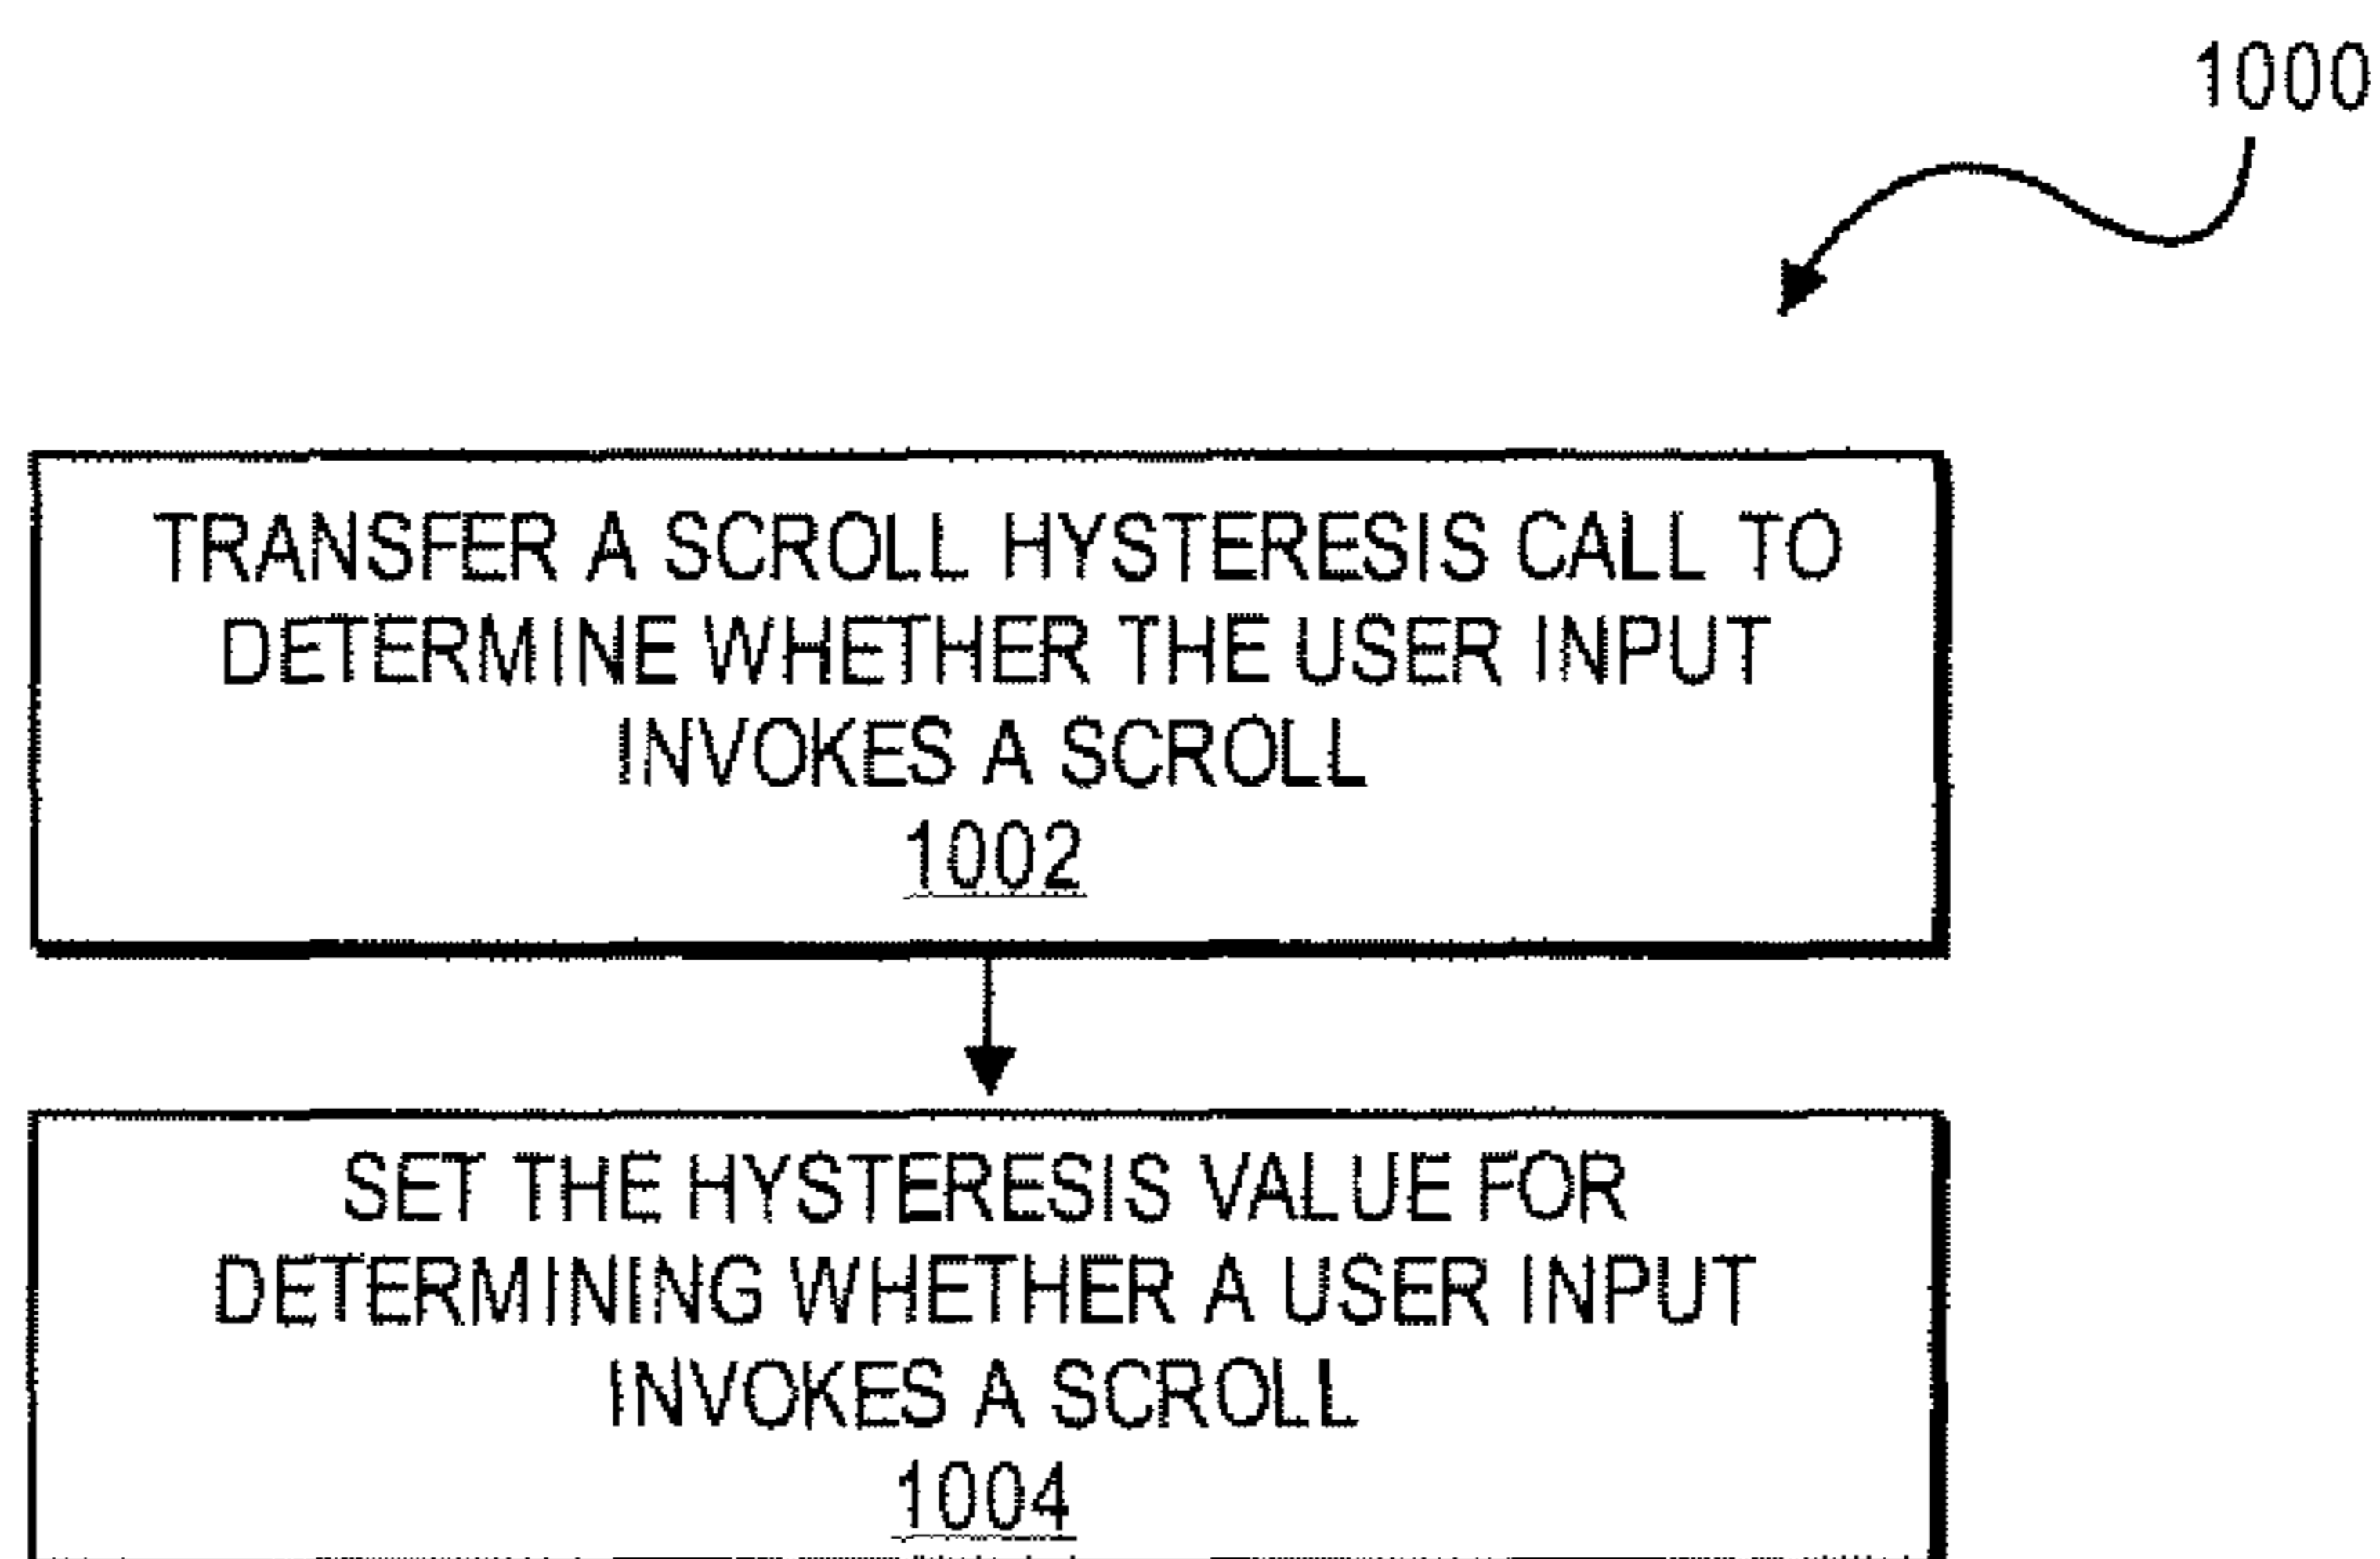 1000
TRANSFER A SCROLL HYSTERESIS CALL TO
DETERMINE WHETHER THE USER INPUT
INVOKES A SCROLL
1002
SET THE HYSTERESIS VALUE FOR
DETERMINING WHETHER A USER INPUT
INVOKES A SCROLL
1004